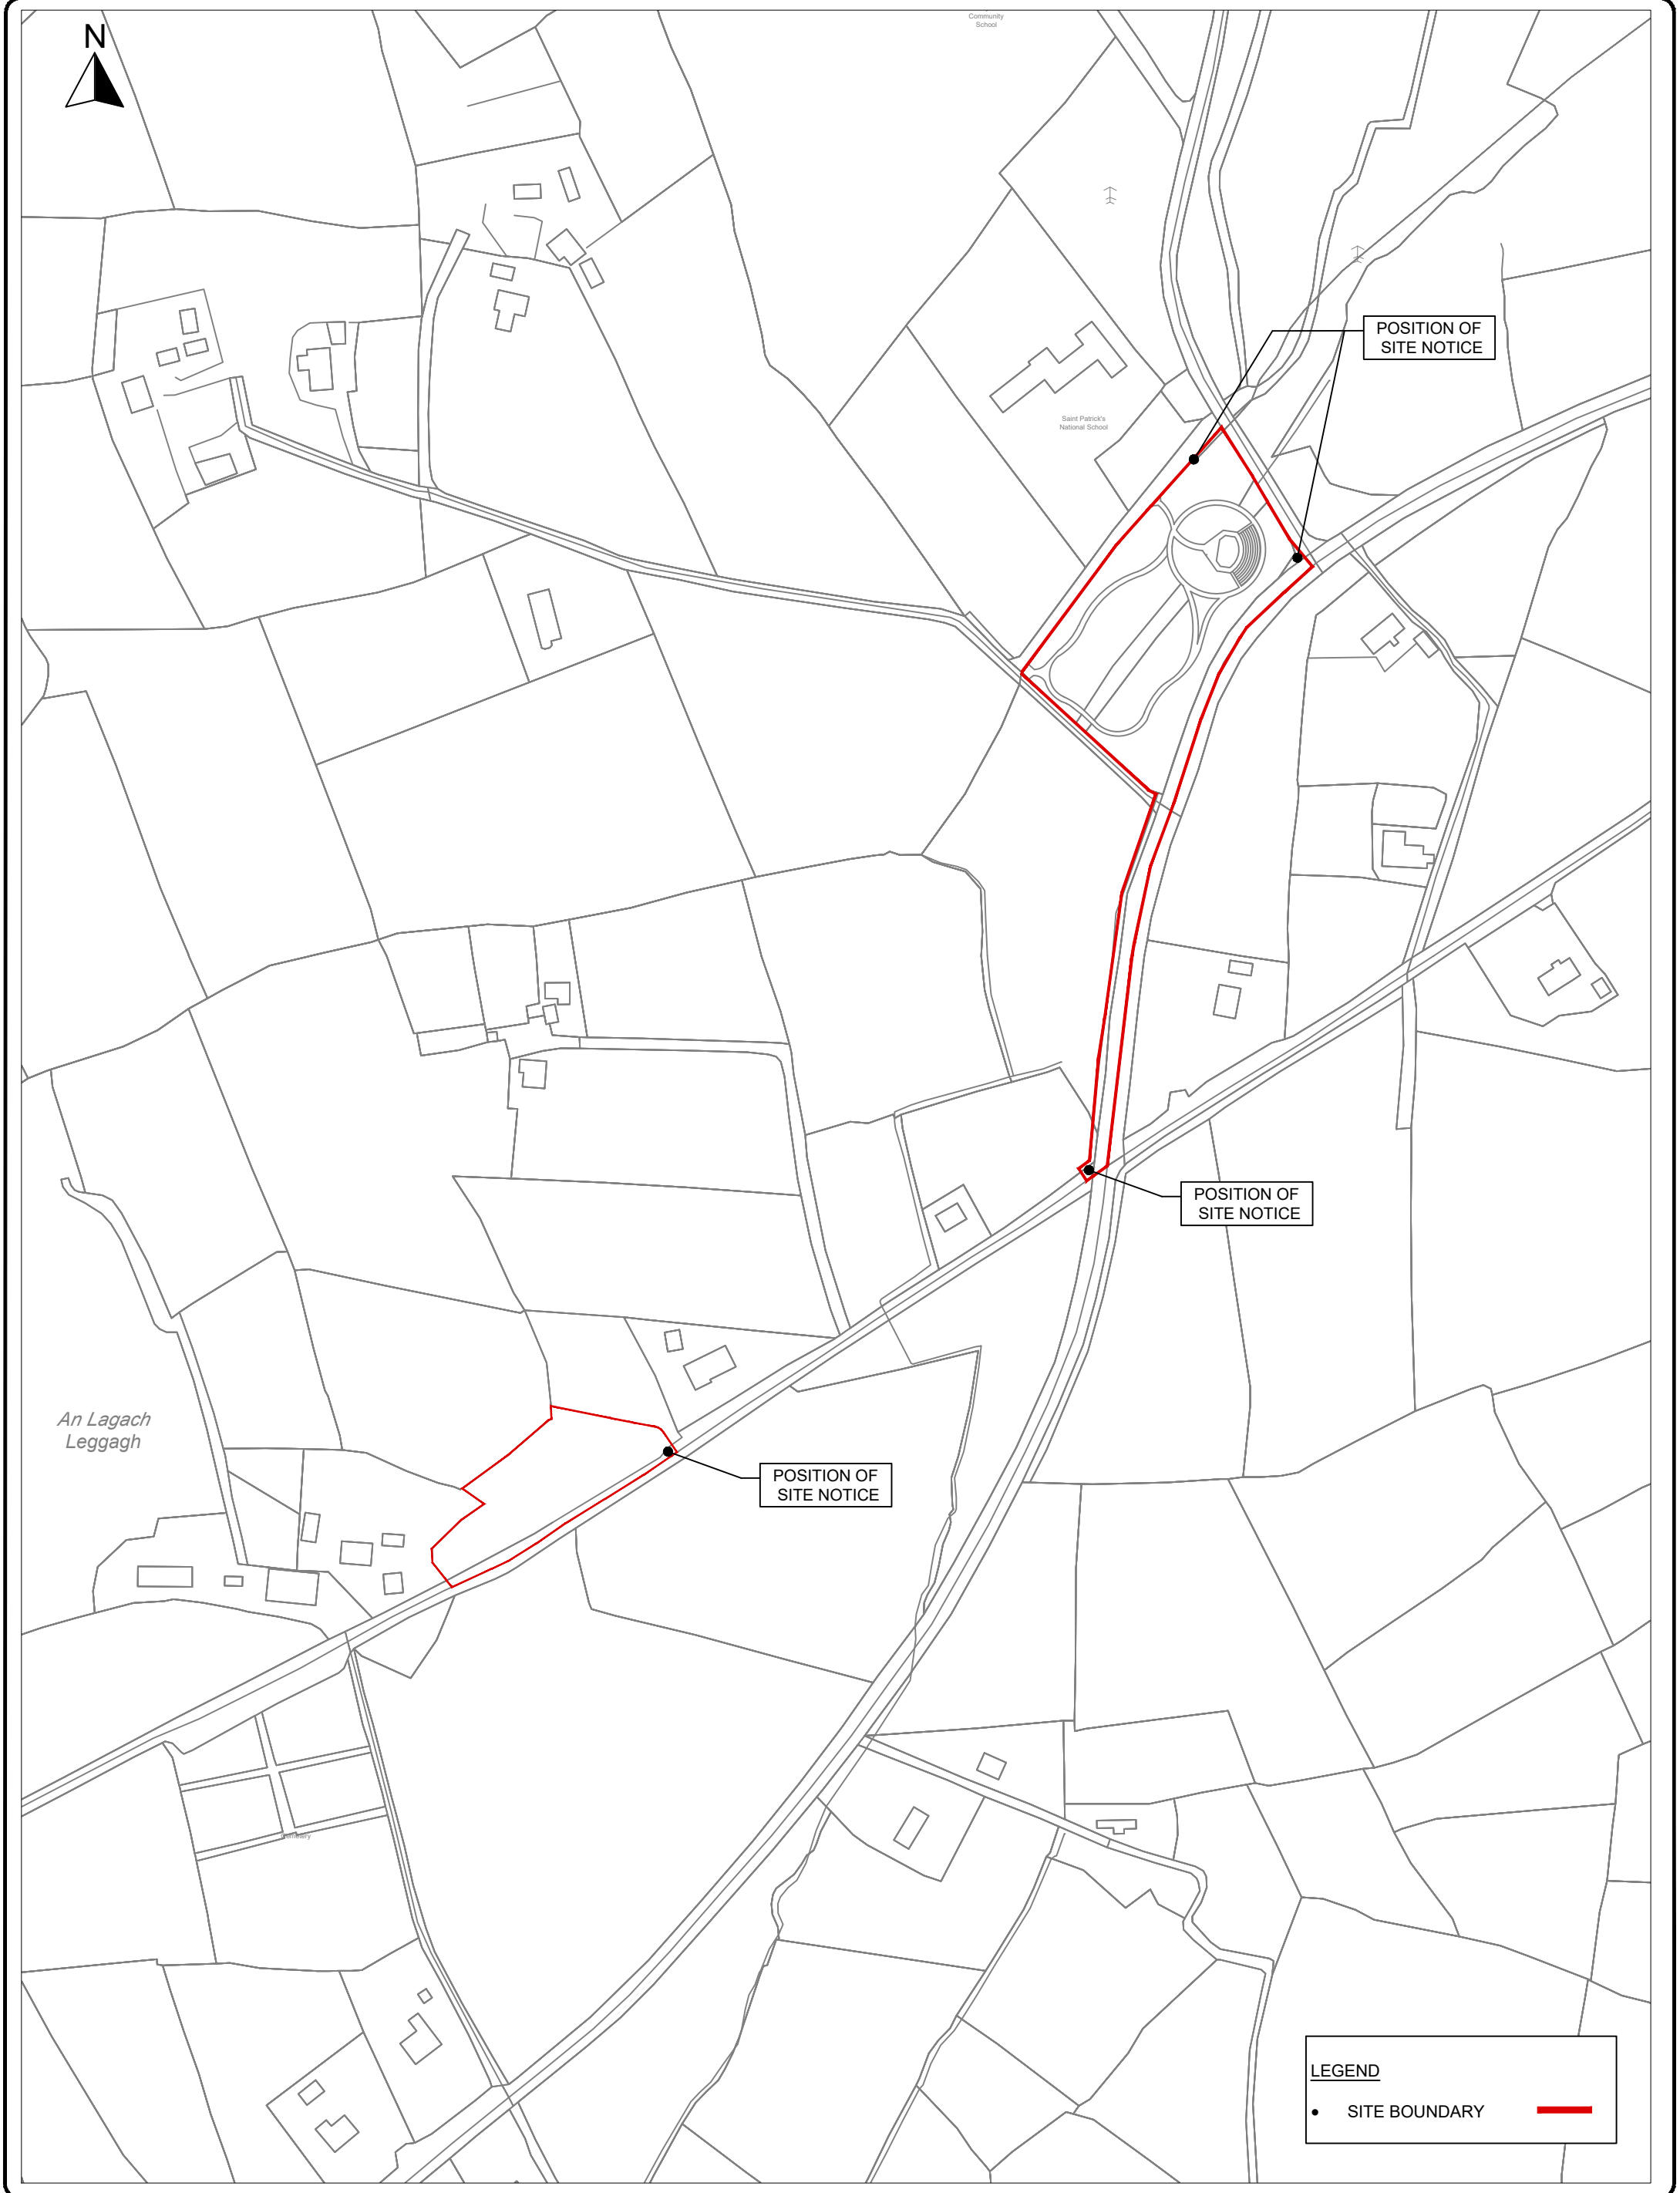 Community
School
N
POSITION OF
SITE NOTICE
Saint Patrick's
National School
POSITION OF
SITE NOTICE
An Lagach
Leggagh
POSITION OF
SITE NOTICE
LEGEND
• SITE BOUNDARY